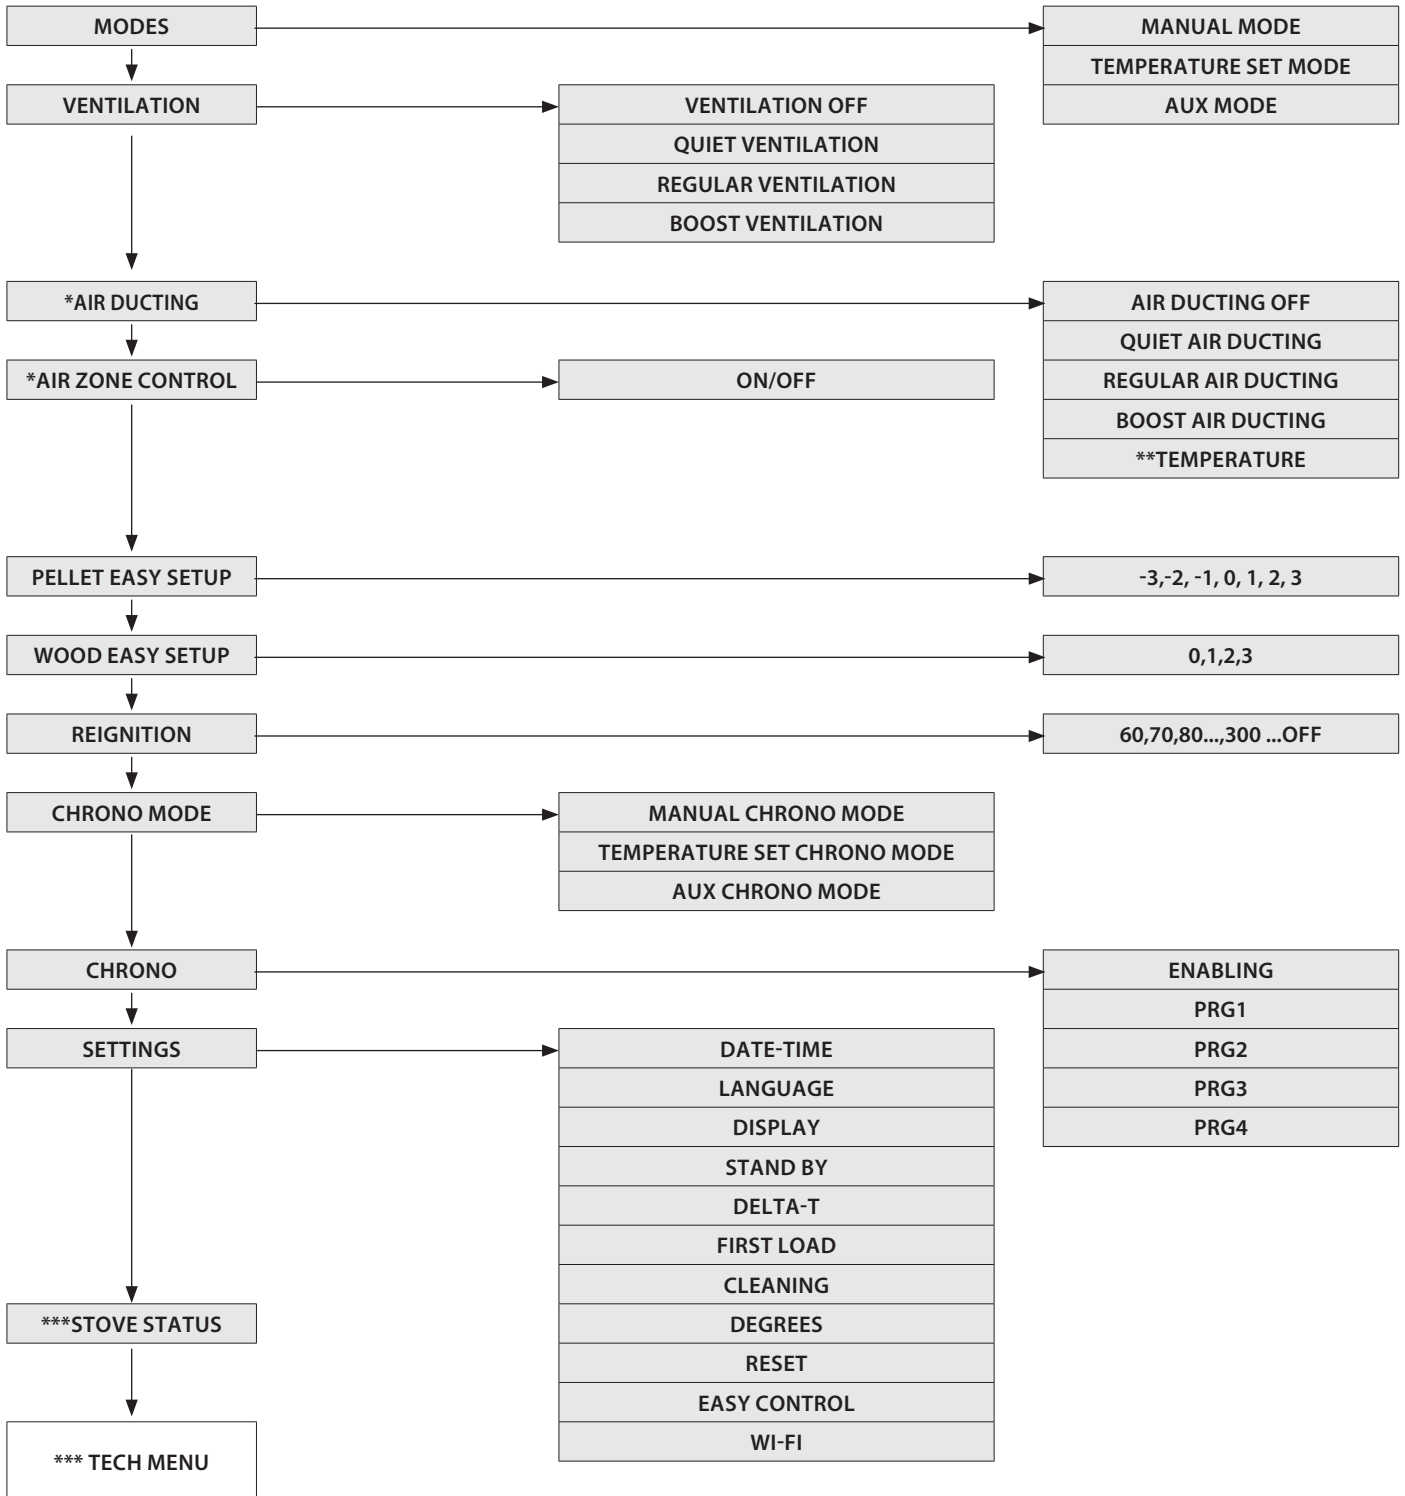 MODES
MANUAL MODE
TEMPERATURE SET MODE
AUX MODE
VENTILATION
VENTILATION OFF
QUIET VENTILATION
REGULAR VENTILATION
BOOST VENTILATION
*AIR DUCTING
AIR DUCTING OFF
QUIET AIR DUCTING
REGULAR AIR DUCTING
BOOST AIR DUCTING
**TEMPERATURE
*AIR ZONE CONTROL
ON/OFF
PELLET EASY SETUP
-3,-2, -1, 0, 1, 2, 3
WOOD EASY SETUP
0,1,2,3
REIGNITION
60,70,80...,300 ...OFF
CHRONO MODE
MANUAL CHRONO MODE
TEMPERATURE SET CHRONO MODE
AUX CHRONO MODE
CHRONO
ENABLING
PRG1
PRG2
PRG3
PRG4
SETTINGS
DATE-TIME
LANGUAGE
DISPLAY
STAND BY
DELTA-T
FIRST LOAD
CLEANING
DEGREES
RESET
EASY CONTROL
WI-FI
***STOVE STATUS
*** TECH MENU